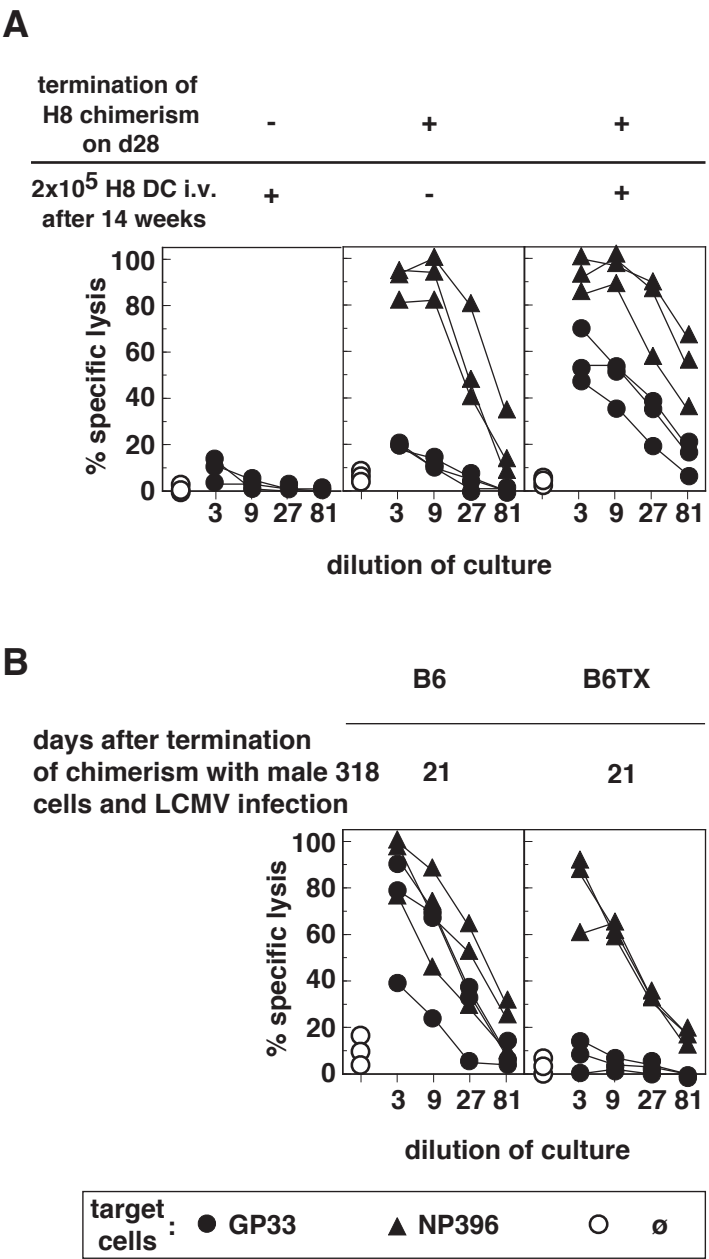 A
termination of
H8 chimerism
on d28
- + +
2x10⁵ H8 DC i.v.
after 14 weeks
+ - +
% specific lysis
100
80
60
40
20
0
3 9 27 81 3 9 27 81 3 9 27 81
dilution of culture
B
B6 B6TX
days after termination
of chimerism with male 318
cells and LCMV infection
21 21
% specific lysis
100
80
60
40
20
0
3 9 27 81 3 9 27 81
dilution of culture
target
cells
: GP33 NP396 ø